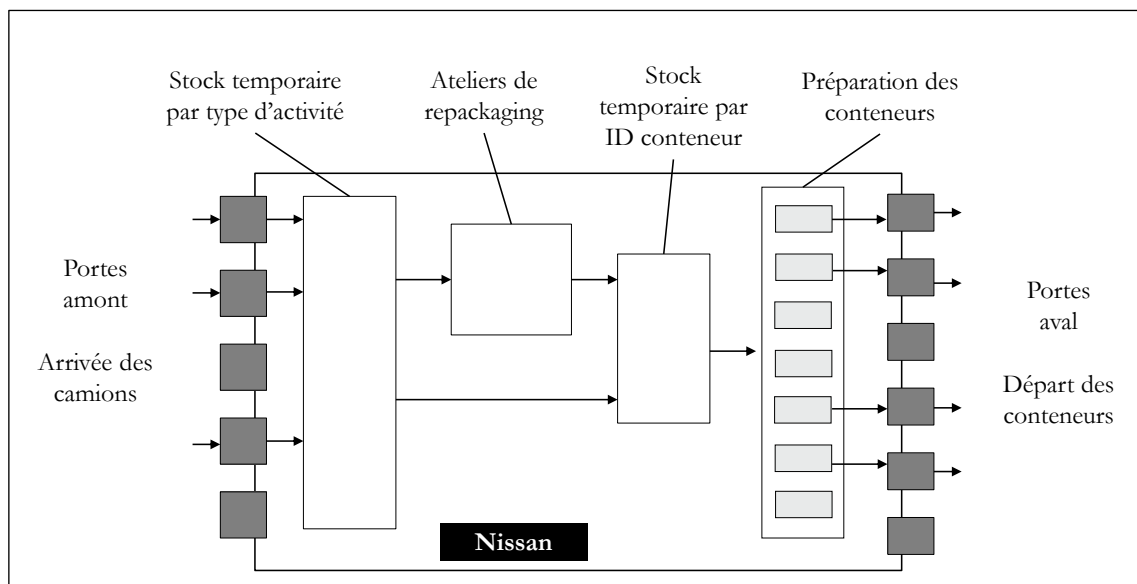 Stock temporaire
par type d'activité
Ateliers de
repackaging
Stock
temporaire par
ID conteneur
Préparation des
conteneurs
Portes
amont
Arrivée des
camions
Portes
aval
Départ des
conteneurs
Nissan